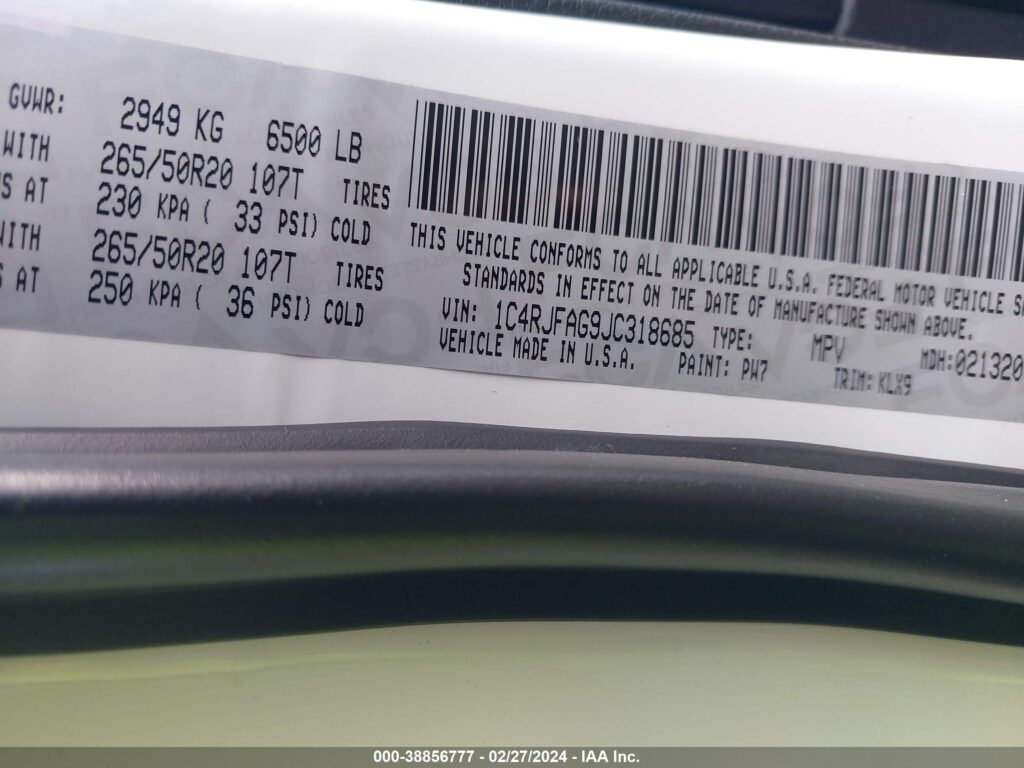 GVWR: 2949 KG 6500 LB
WITH 265/50R20 107T TIRES
AT 230 KPA ( 33 PSI) COLD
WITH 265/50R20 107T TIRES
AT 250 KPA ( 36 PSI) COLD
THIS VEHICLE CONFORMS TO ALL APPLICABLE U.S.A. FEDERAL MOTOR VEHICLE
STANDARDS IN EFFECT ON THE DATE OF MANUFACTURE SHOWN ABOVE.
VIN: 1C4RJFAG9JC318685 TYPE: MPV MDH:021320
VEHICLE MADE IN U.S.A. PAINT: PW7 TRIM: KLX9
000-38856777 - 02/27/2024 - IAA Inc.